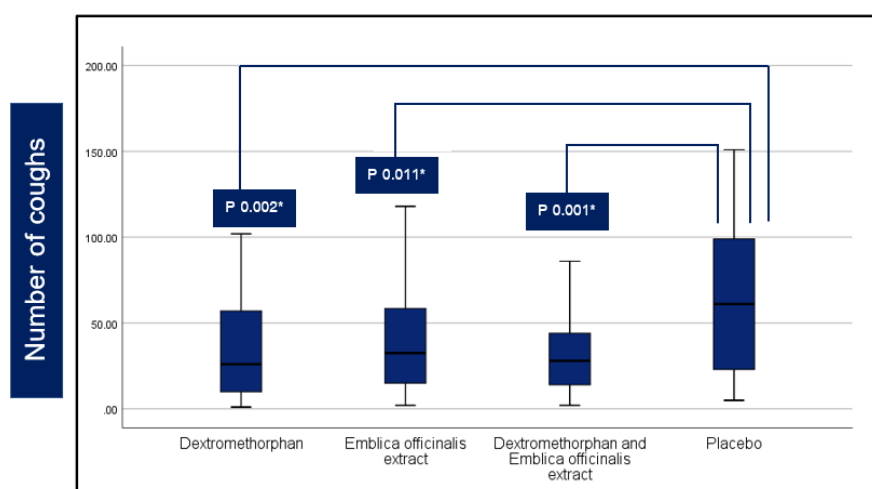 Number of coughs
200.00
150.00
100.00
50.00
.00
P 0.002*
P 0.011*
P 0.001*
Dextromethorphan
Emblica officinalis
extract
Dextromethorphan and
Emblica officinalis
extract
Placebo